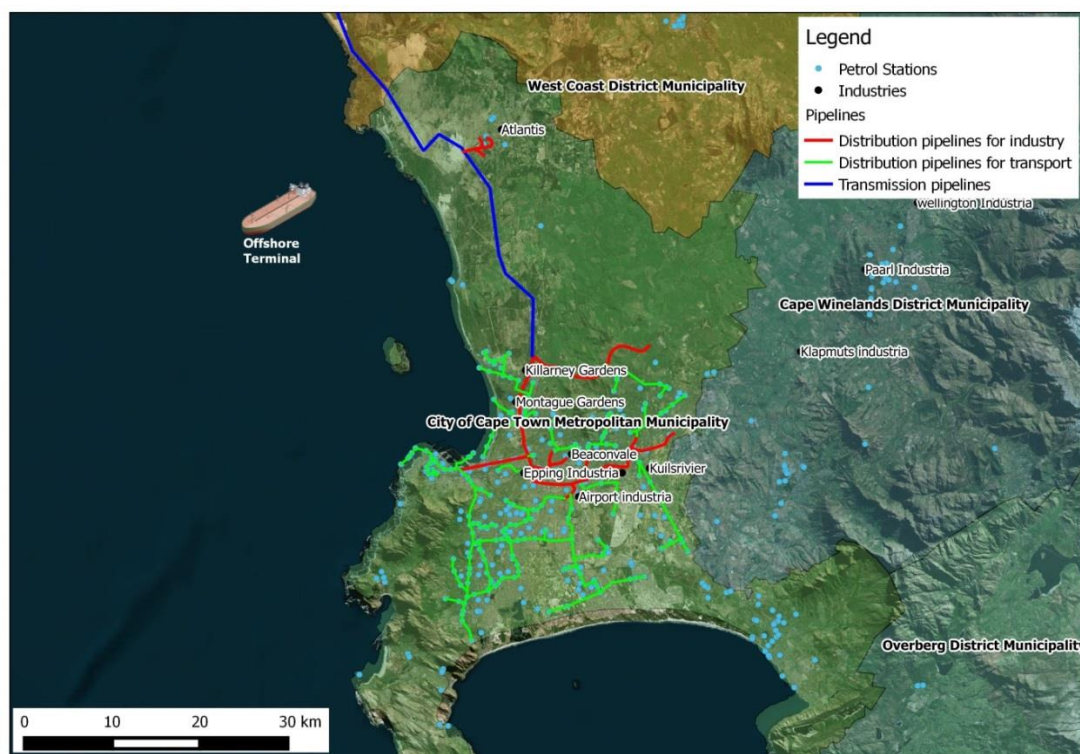 Legend
Petrol Stations
Industries
Pipelines
Distribution pipelines for industry
Distribution pipelines for transport
Transmission pipelines
West Coast District Municipality
Atlantis
Offshore
Terminal
wellington Industria
Paarl Industria
Cape Winelands District Municipality
Klapmuts industria
Killarney Gardens
Montague Gardens
City of Cape Town Metropolitan Municipality
Beaconvale
Epping Industria
Kuilsrivier
Airport industria
Overberg District Municipality
0 10 20 30 km